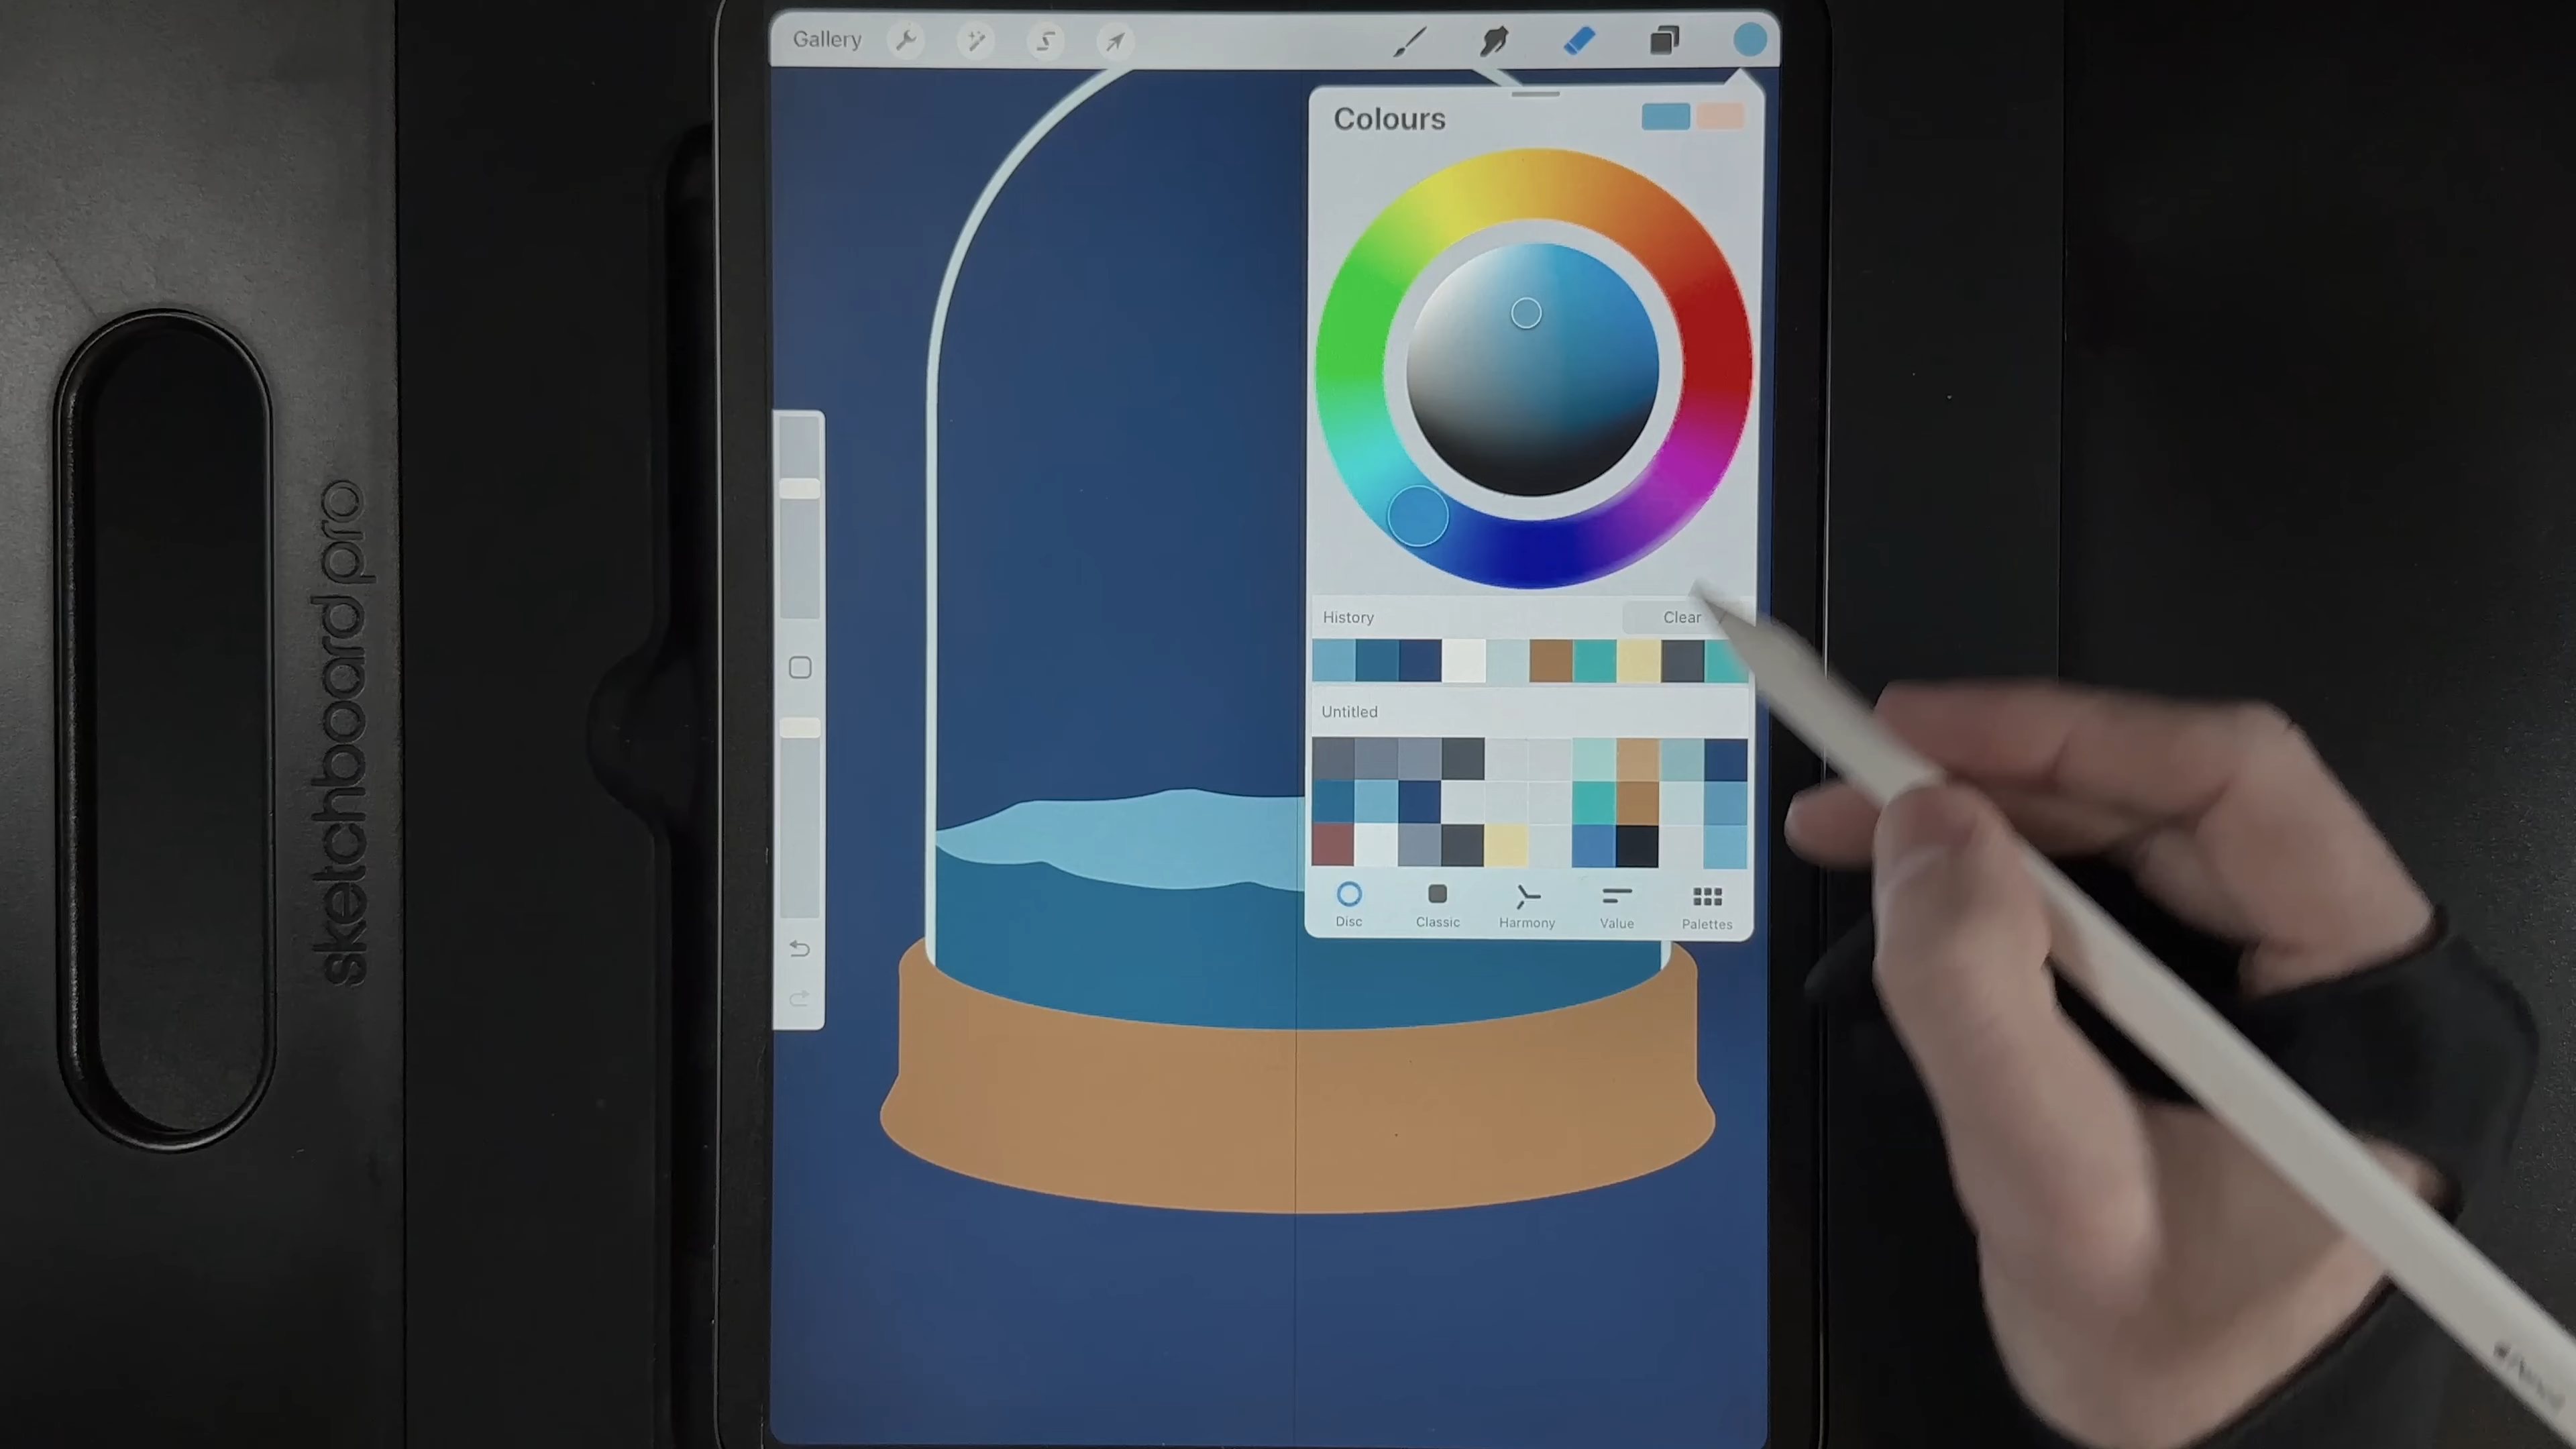 Gallery
Colours
History
Clear
Untitled
Disc
Classic
Harmony
Value
Palettes
sketchboard pro